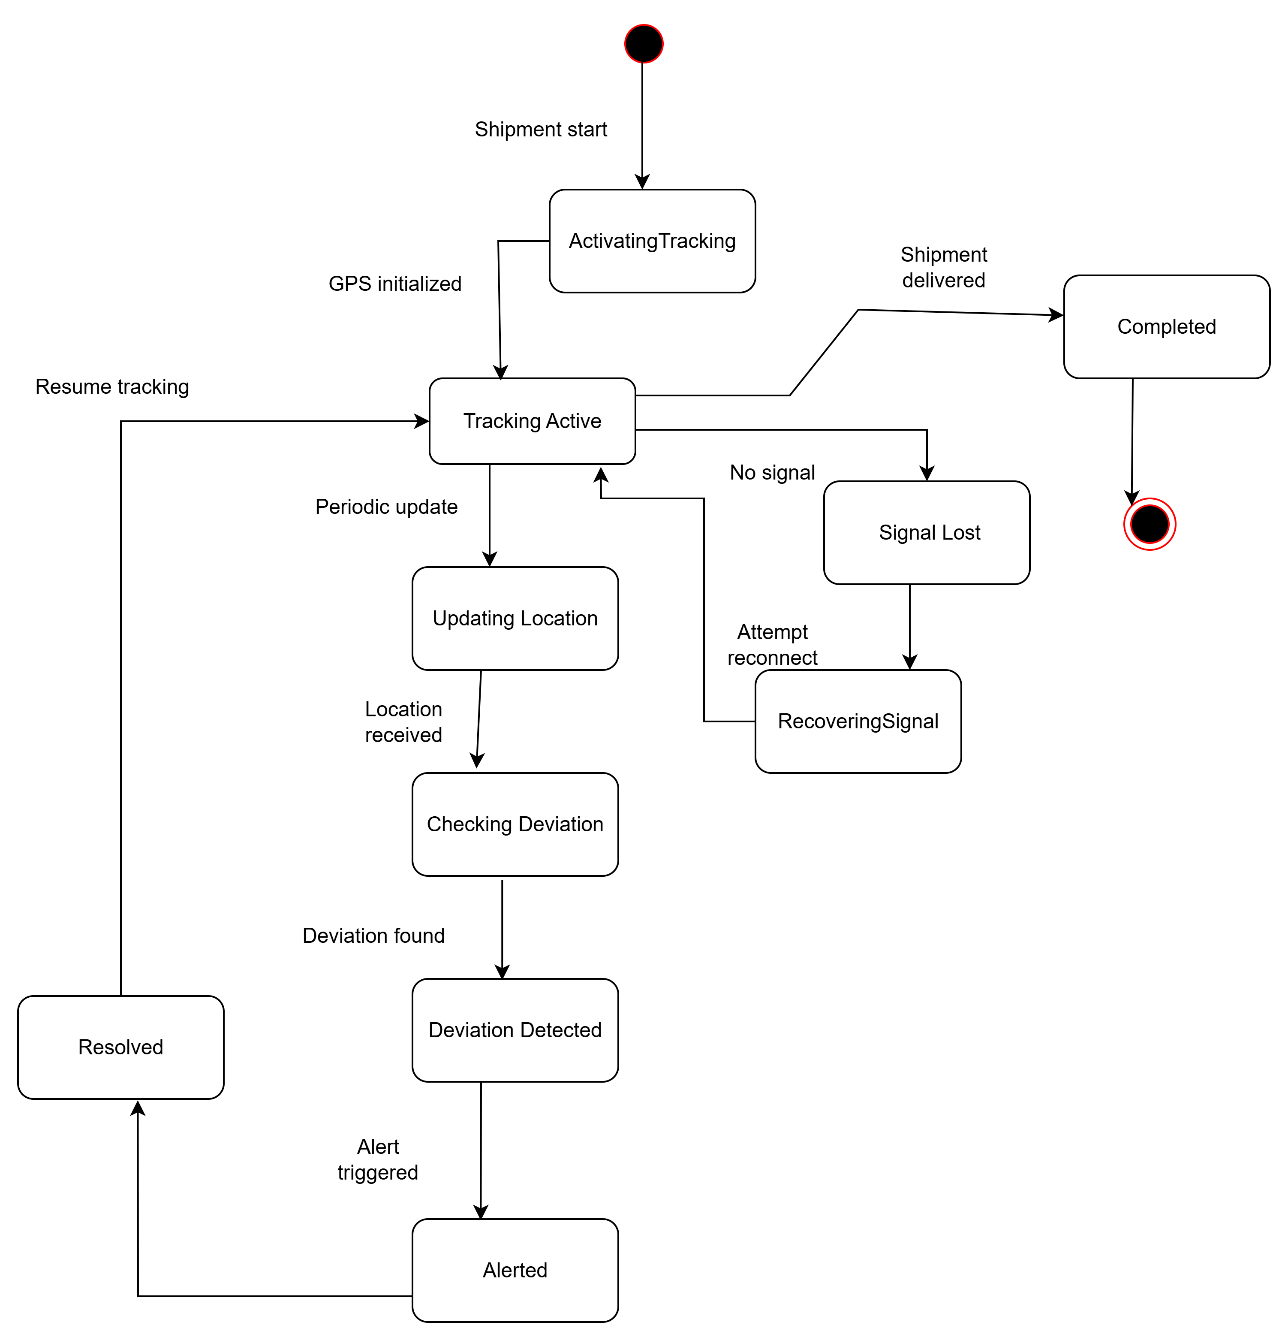 Shipment start
ActivatingTracking
Shipment
delivered
GPS initialized
Completed
Resume tracking
Tracking Active
No signal
Periodic update
Signal Lost
Updating Location
Attempt
reconnect
Location
received
RecoveringSignal
Checking Deviation
Deviation found
Deviation Detected
Resolved
Alert
triggered
Alerted